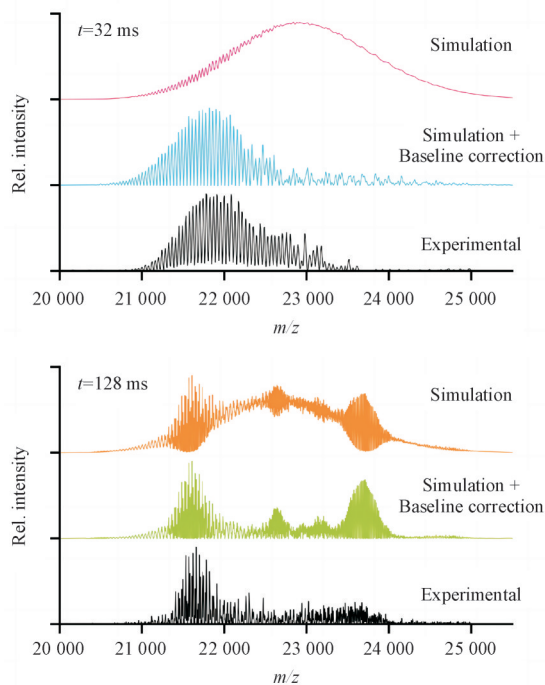 t=32 ms
Simulation
Simulation +
Baseline correction
Experimental
Rel. intensity
20 000 21 000 22 000 23 000 24 000 25 000
m/z
t=128 ms
Simulation
Simulation +
Baseline correction
Experimental
Rel. intensity
20 000 21 000 22 000 23 000 24 000 25 000
m/z